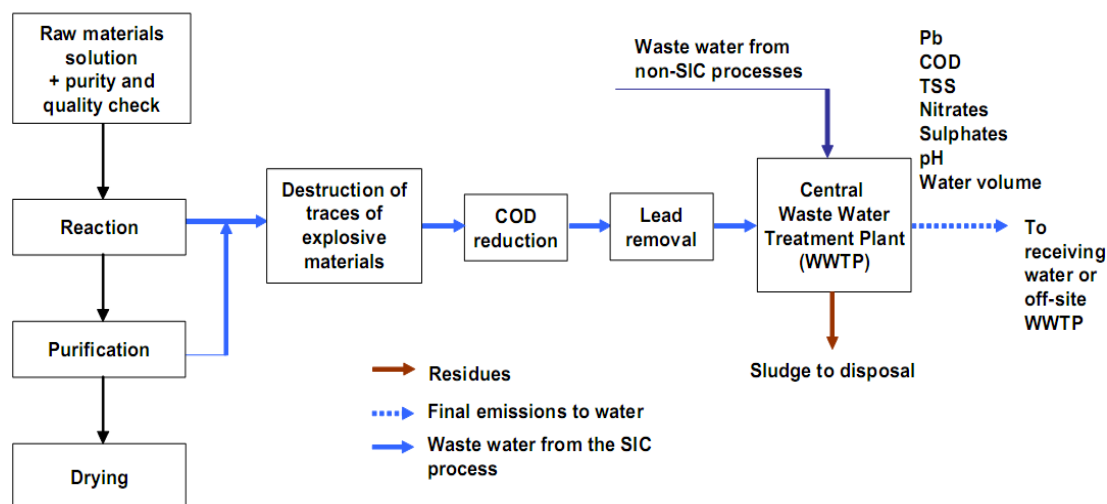 Raw materials
solution
+ purity and
quality check
Reaction
Purification
Drying
Destruction of
traces of
explosive
materials
COD
reduction
Lead
removal
Waste water from
non-SIC processes
Central
Waste Water
Treatment Plant
(WWTP)
Pb
COD
TSS
Nitrates
Sulphates
pH
Water volume
To
receiving
water or
off-site
WWTP
Sludge to disposal
Residues
Final emissions to water
Waste water from the SIC
process